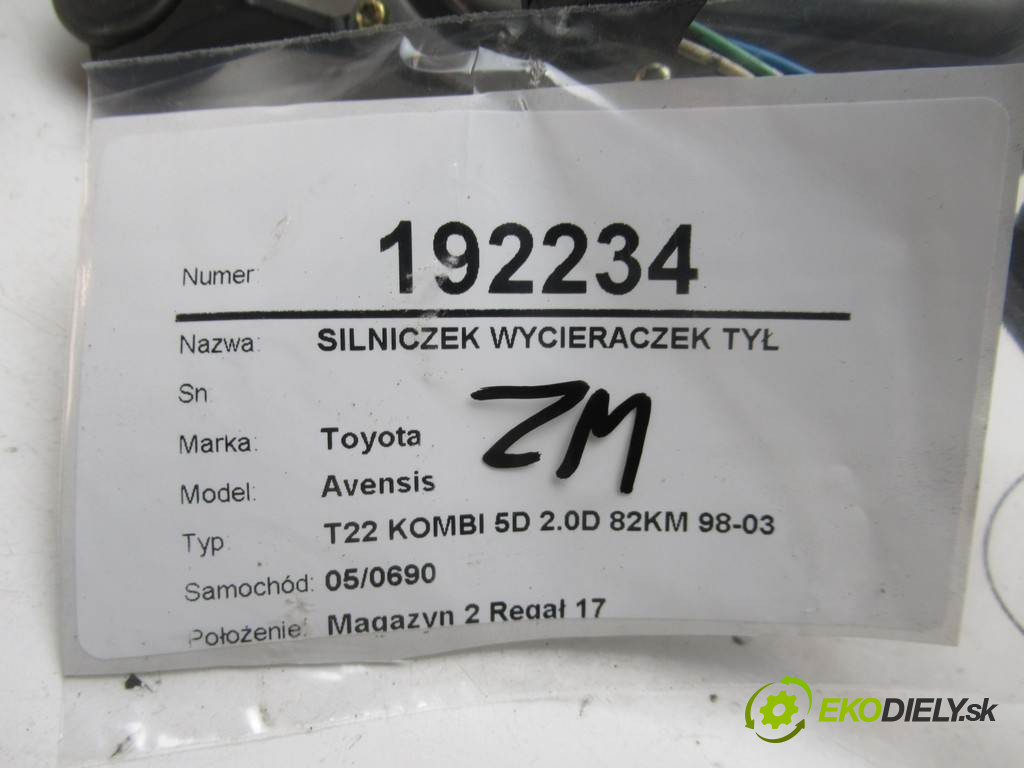 Numer: 192234
Nazwa: SILNICZEK WYCIERACZEK TYŁ
Sn
ZM
Marka: Toyota
Model: Avensis
Typ T22 KOMBI 5D 2.0D 82KM 98-03
Samochód: 05/0690
Położenie: Magazyn 2 Regał 17
EKODIELY.sk